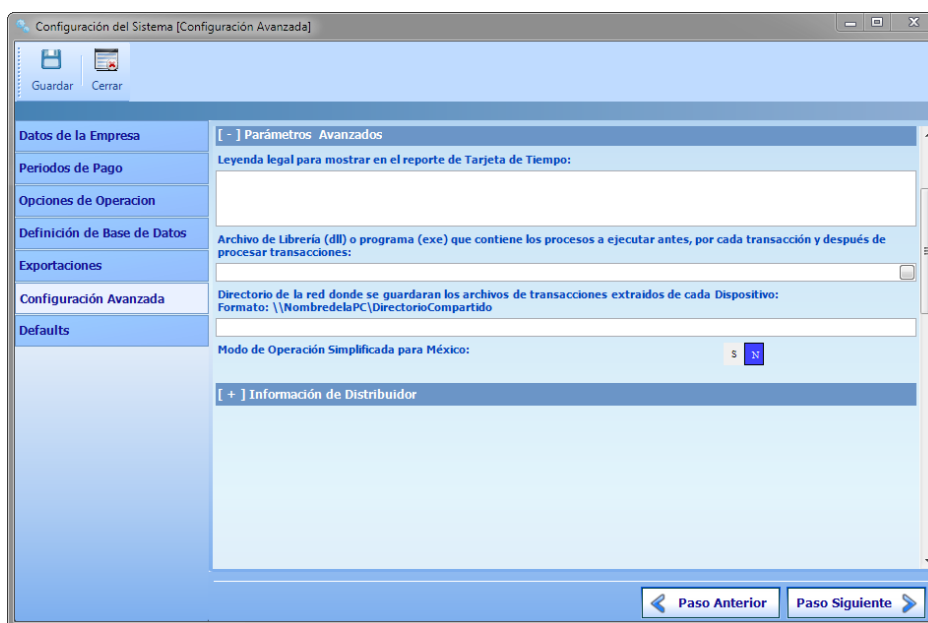 Configuración del Sistema [Configuración Avanzada]
Guardar Cerrar
Datos de la Empresa
Periodos de Pago
Opciones de Operacion
Definición de Base de Datos
Exportaciones
Configuración Avanzada
Defaults
[ - ] Parámetros Avanzados
Leyenda legal para mostrar en el reporte de Tarjeta de Tiempo:
Archivo de Librería (dll) o programa (exe) que contiene los procesos a ejecutar antes, por cada transacción y después de
procesar transacciones:
Directorio de la red donde se guardaran los archivos de transacciones extraidos de cada Dispositivo:
Formato: \\NombredelaPC\DirectorioCompartido
Modo de Operación Simplificada para México: S N
[ + ] Información de Distribuidor
Paso Anterior Paso Siguiente